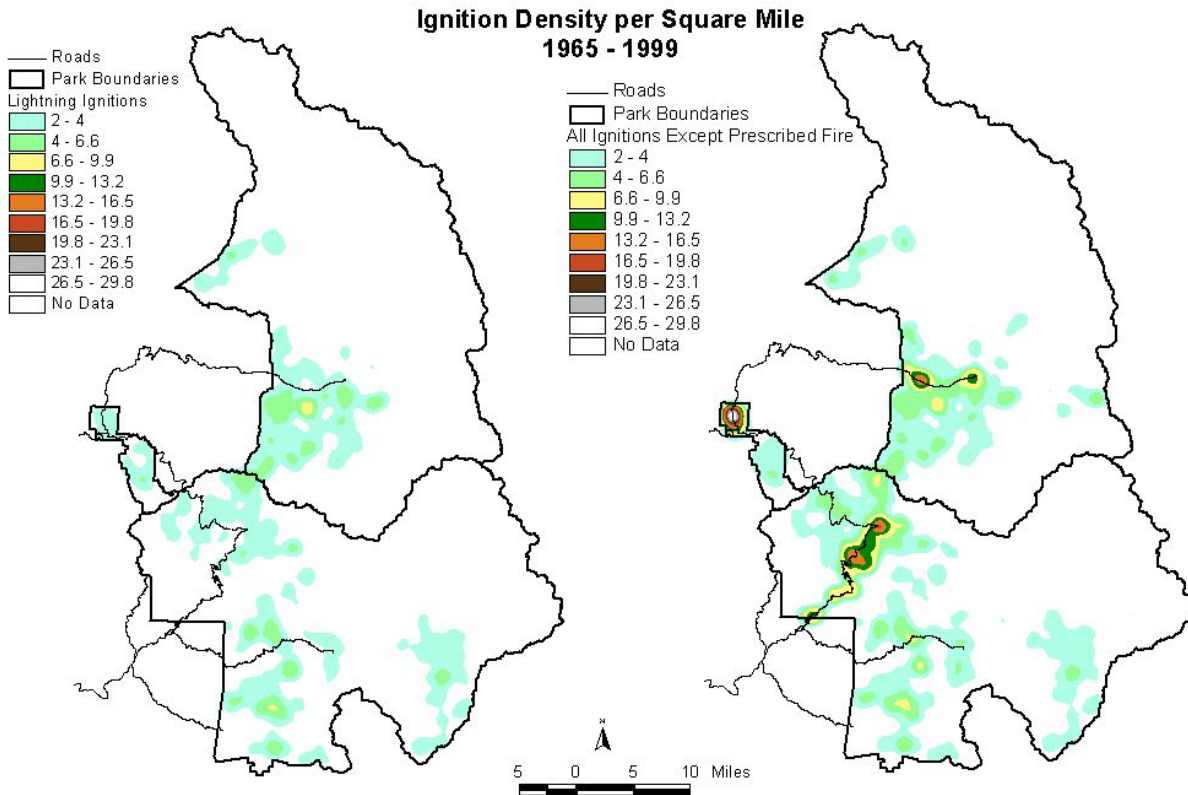 Ignition Density per Square Mile
1965 - 1999
Roads
Park Boundaries
Lightning Ignitions
2 - 4
4 - 6.6
6.6 - 9.9
9.9 - 13.2
13.2 - 16.5
16.5 - 19.8
19.8 - 23.1
23.1 - 26.5
26.5 - 29.8
No Data
Roads
Park Boundaries
All Ignitions Except Prescribed Fire
2 - 4
4 - 6.6
6.6 - 9.9
9.9 - 13.2
13.2 - 16.5
16.5 - 19.8
19.8 - 23.1
23.1 - 26.5
26.5 - 29.8
No Data
N
5 0 5 10 Miles